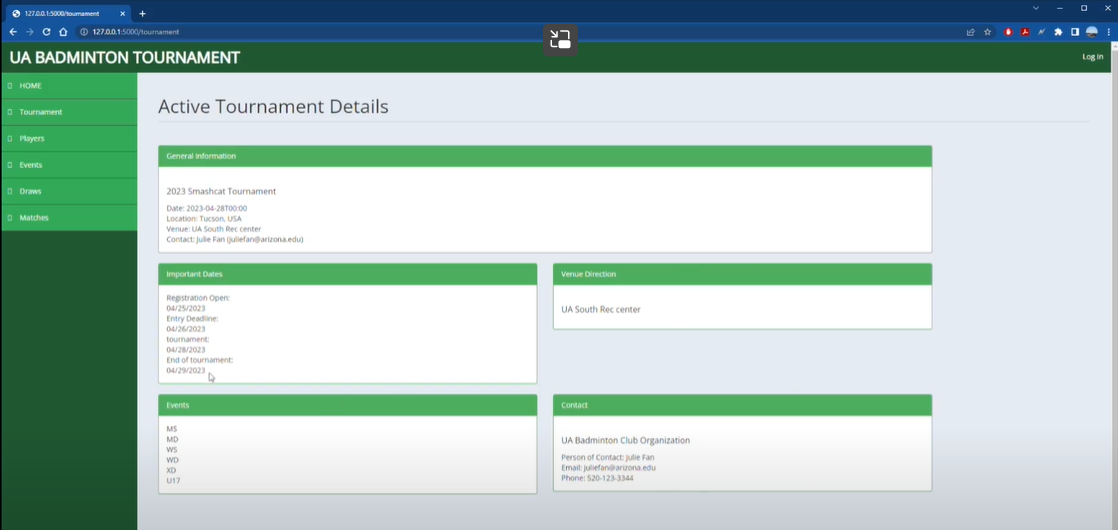 127.0.0.1:5000/tournament
127.0.0.1:5000/tournament
UA BADMINTON TOURNAMENT
Log in
HOME
Tournament
Players
Events
Draws
Matches
Active Tournament Details
General Information
2023 Smashcat Tournament
Date: 2023-04-28T00:00
Location: Tucson, USA
Venue: UA South Rec center
Contact: Julie Fan (juliefan@arizona.edu)
Important Dates
Registration Open:
04/25/2023
Entry Deadline:
04/26/2023
tournament:
04/28/2023
End of tournament:
04/29/2023
Venue Direction
UA South Rec center
Events
MS
MD
WS
WD
XD
U17
Contact
UA Badminton Club Organization
Person of Contact: Julie Fan
Email: juliefan@arizona.edu
Phone: 520-123-3344